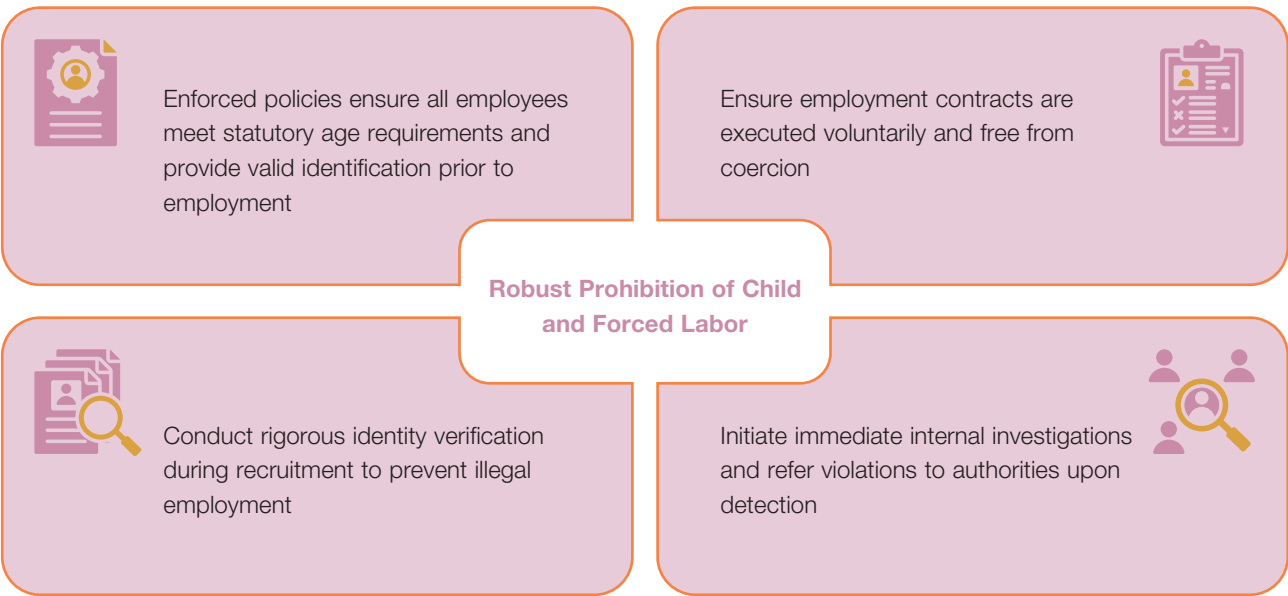 Enforced policies ensure all employees
meet statutory age requirements and
provide valid identification prior to
employment
Ensure employment contracts are
executed voluntarily and free from
coercion
Robust Prohibition of Child
and Forced Labor
Conduct rigorous identity verification
during recruitment to prevent illegal
employment
Initiate immediate internal investigations
and refer violations to authorities upon
detection